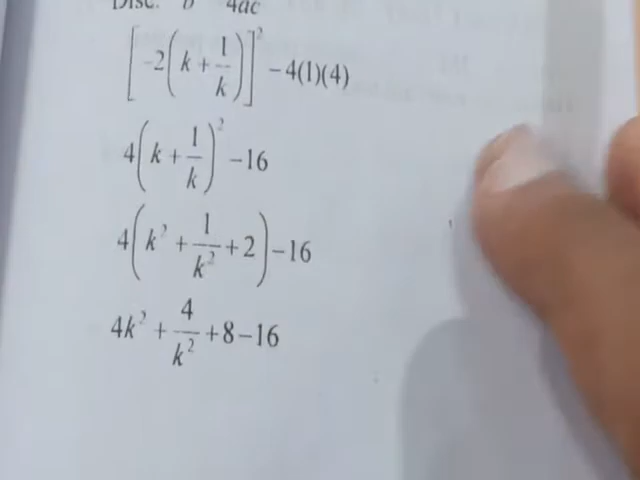 Disc. b 4ac
[-2(k + 1/k)]² - 4(1)(4)
4(k + 1/k)² - 16
4(k² + 1/k² + 2) - 16
4k² + 4/k² + 8 - 16